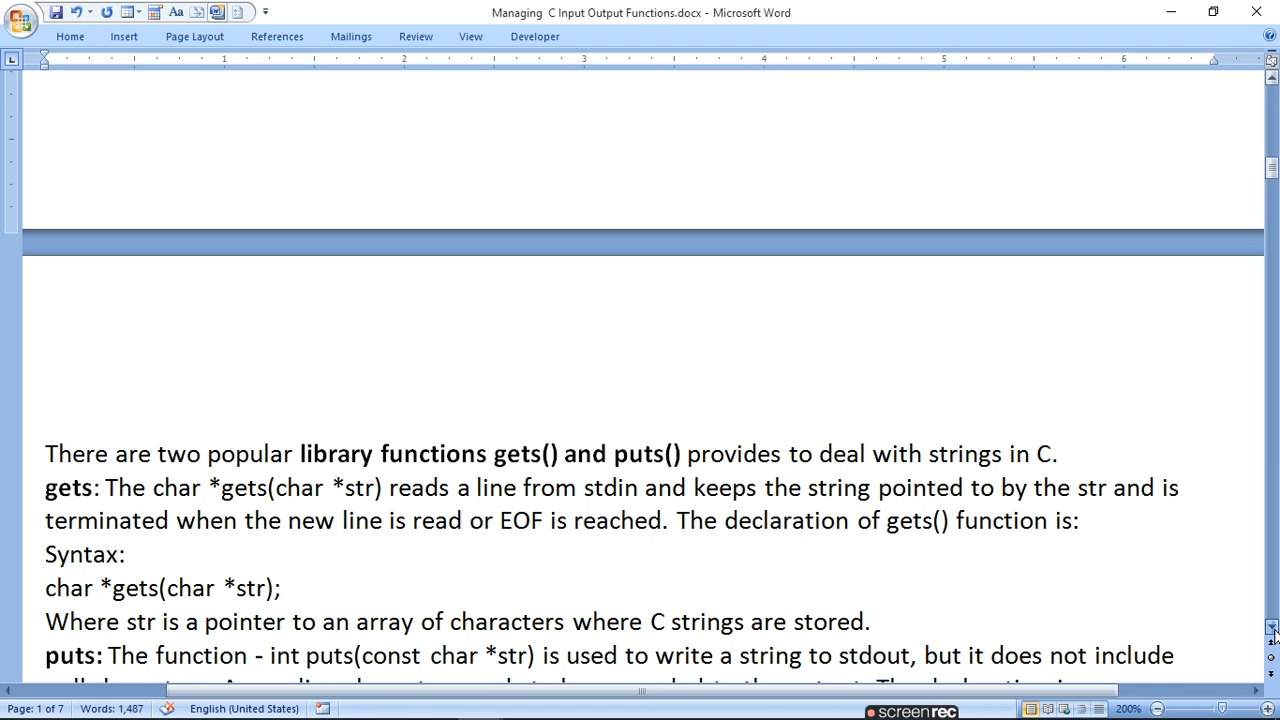 Managing C Input Output Functions.docx - Microsoft Word
Home Insert Page Layout References Mailings Review View Developer
1 2 3 4 5 6
There are two popular library functions gets() and puts() provides to deal with strings in C.
gets: The char *gets(char *str) reads a line from stdin and keeps the string pointed to by the str and is
terminated when the new line is read or EOF is reached. The declaration of gets() function is:
Syntax:
char *gets(char *str);
Where str is a pointer to an array of characters where C strings are stored.
puts: The function - int puts(const char *str) is used to write a string to stdout, but it does not include
Page: 1 of 7 Words: 1,487 English (United States) screenrec 200%